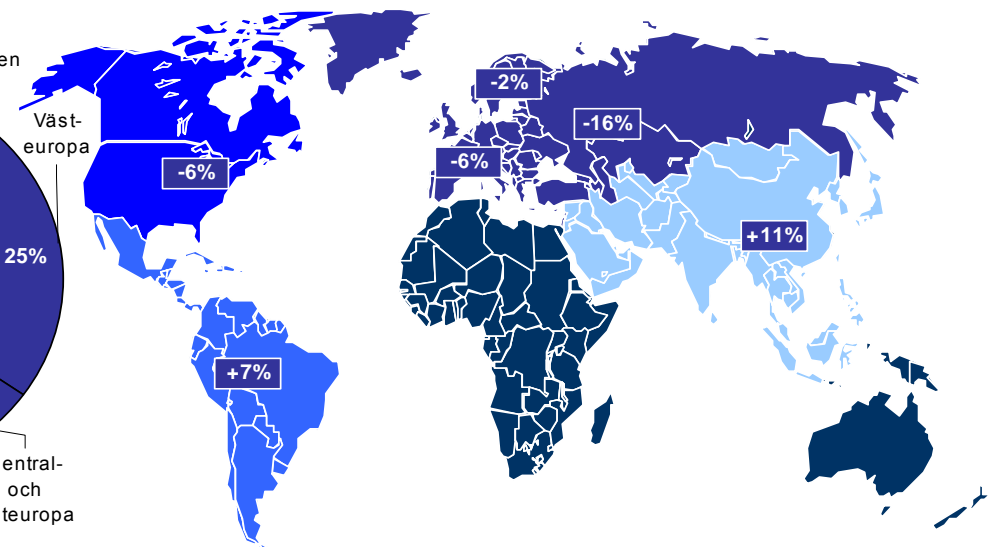 en
Väst-
europa
25%
entral-
och
teuropa
-2%
-16%
-6%
-6%
+11%
+7%